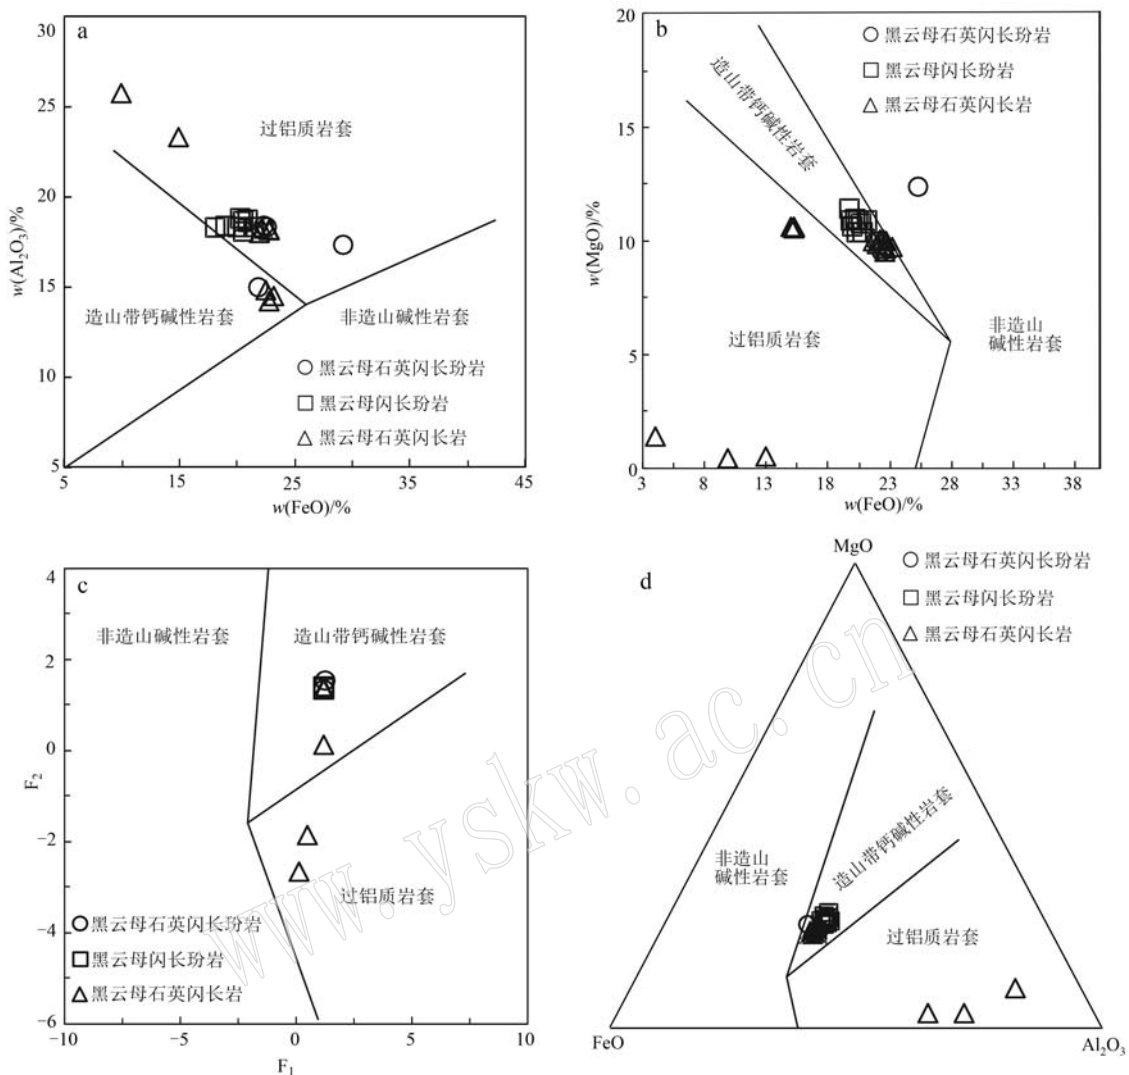 a
30
25
20
15
10
5
w(Al₂O₃)/%
过铝质岩套
造山带钙碱性岩套
非造山碱性岩套
黑云母石英闪长玢岩
黑云母闪长玢岩
黑云母石英闪长岩
5
15
25
35
45
w(FeO)/%
b
20
15
10
5
0
w(MgO)/%
黑云母石英闪长玢岩
黑云母闪长玢岩
黑云母石英闪长岩
造山带钙碱性岩套
过铝质岩套
非造山
碱性岩套
3
8
13
18
23
28
33
38
w(FeO)/%
c
4
2
0
−2
−4
−6
F₂
非造山碱性岩套
造山带钙碱性岩套
过铝质岩套
黑云母石英闪长玢岩
黑云母闪长玢岩
黑云母石英闪长岩
−10
−5
0
5
10
F₁
d
MgO
黑云母石英闪长玢岩
黑云母闪长玢岩
黑云母石英闪长岩
非造山
碱性岩套
造山带钙碱性岩套
过铝质岩套
FeO
Al₂O₃
www.yskw.ac.cn